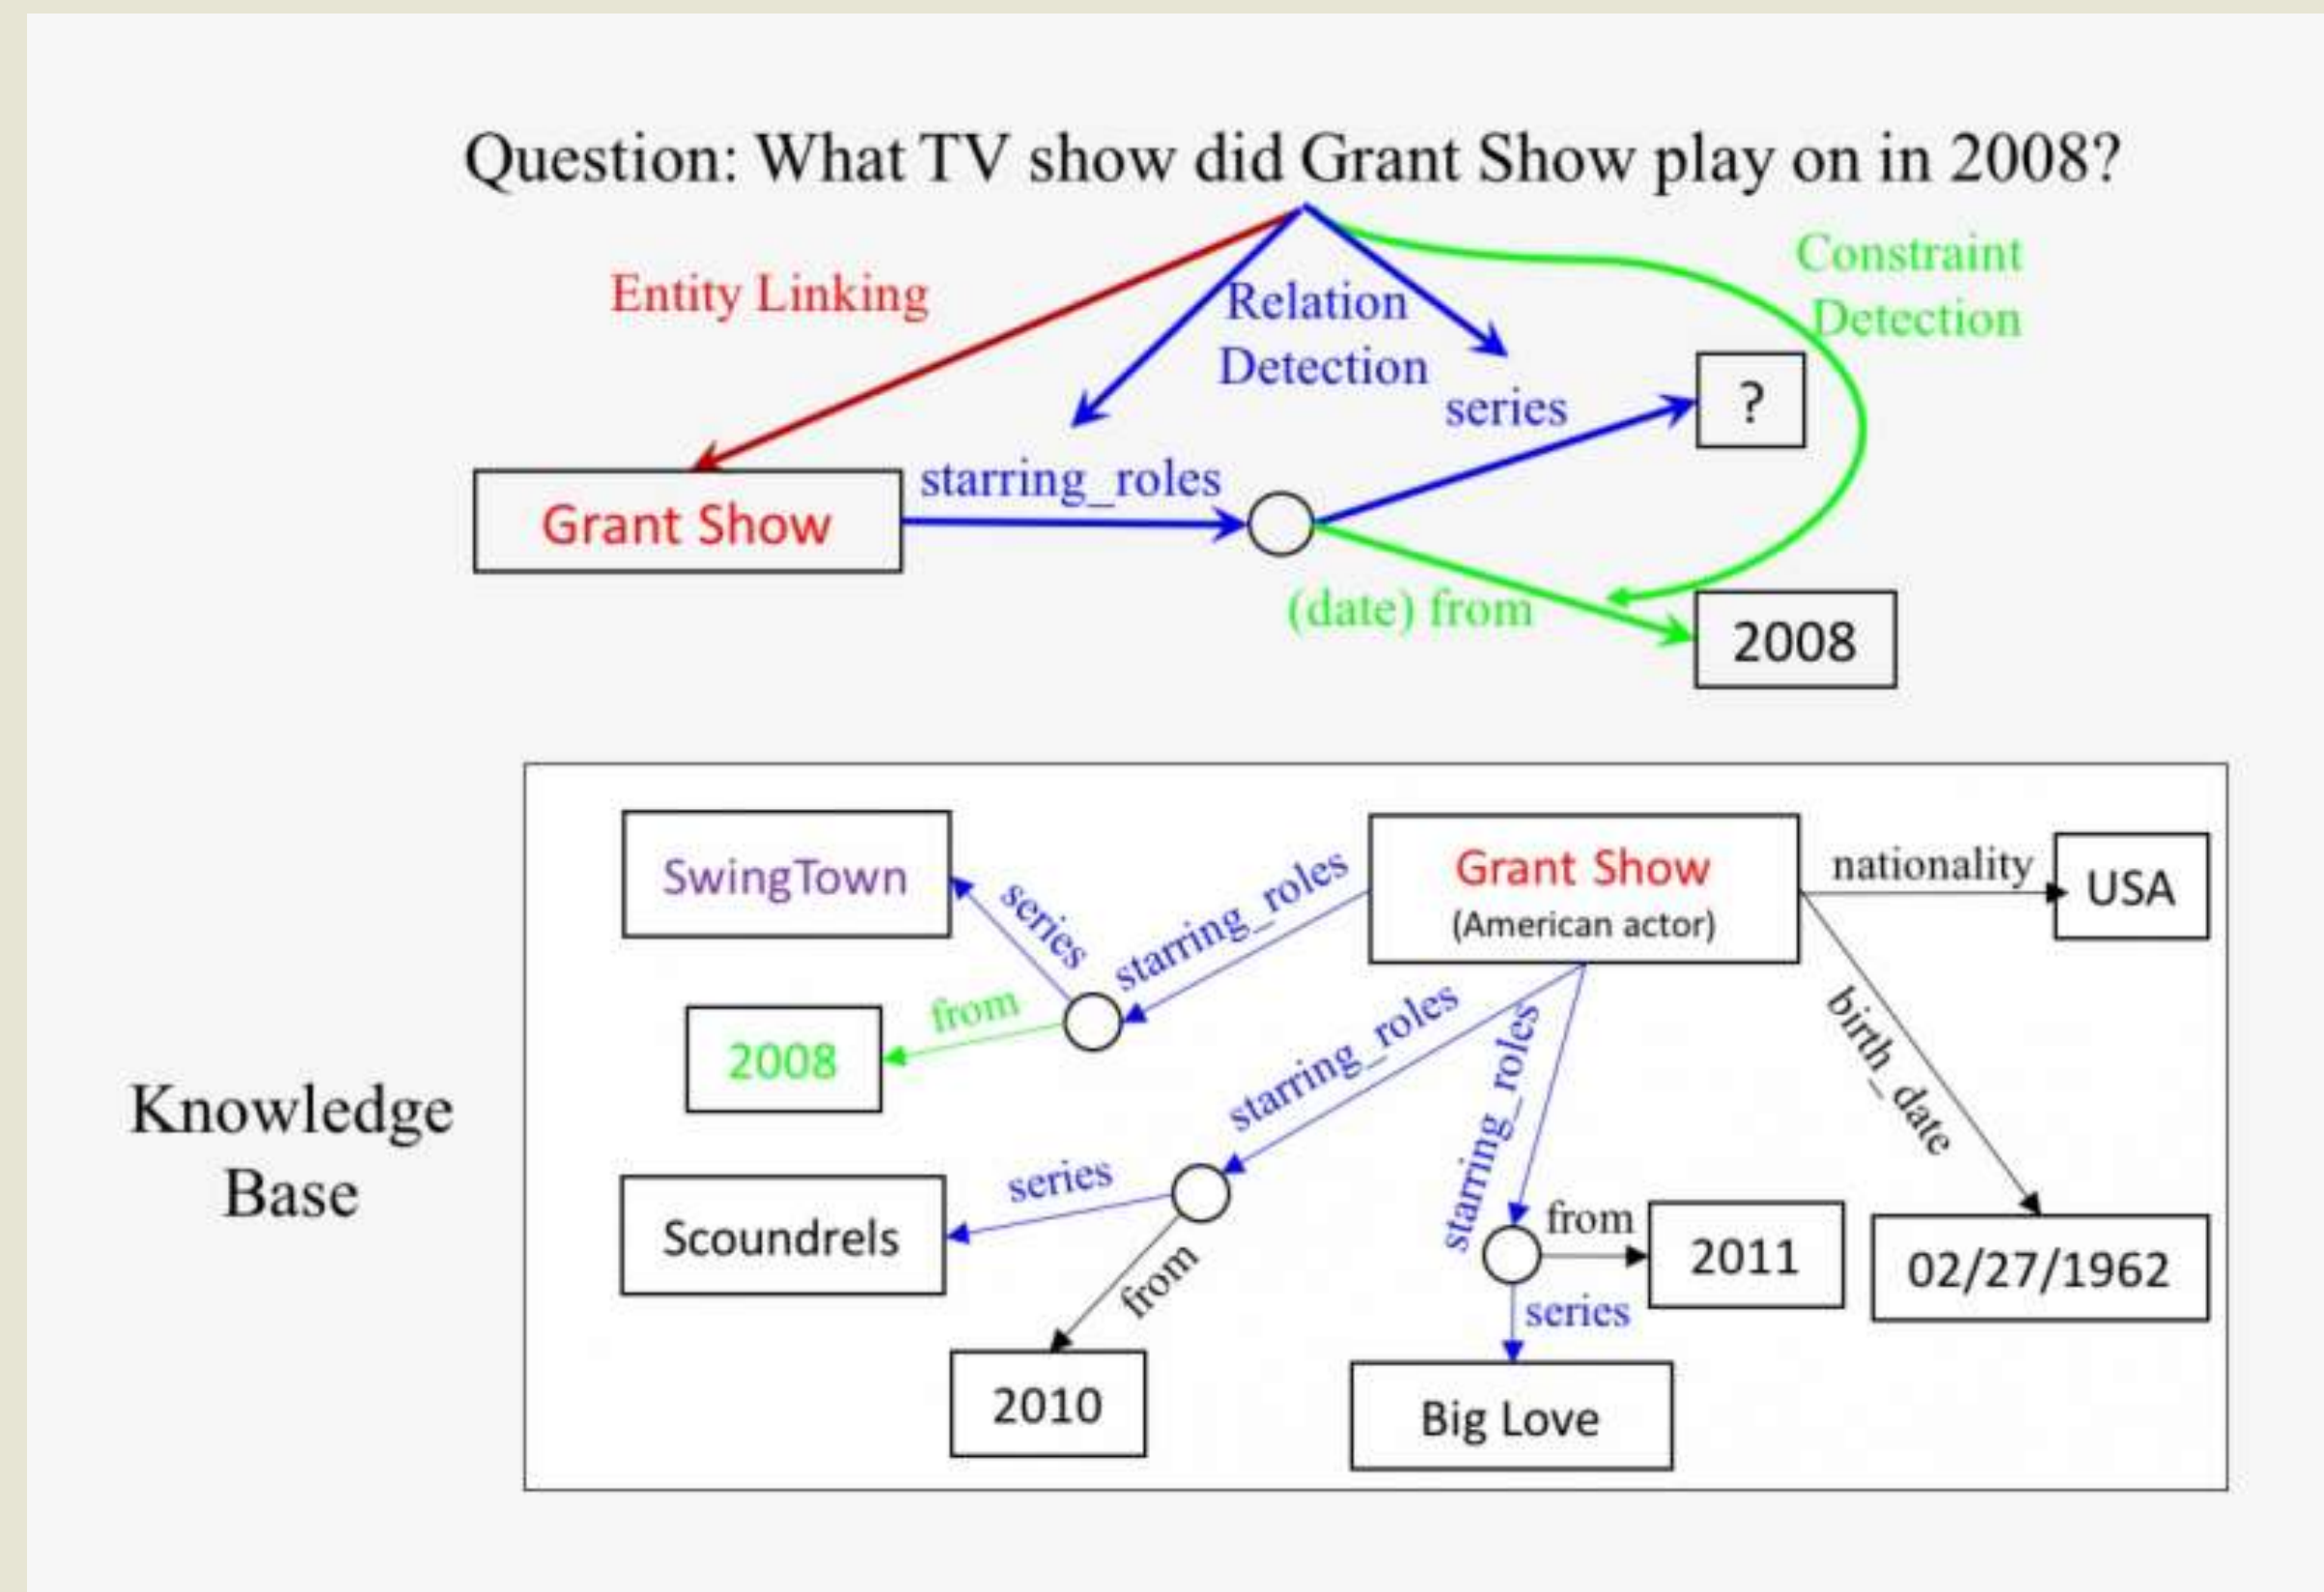 Question: What TV show did Grant Show play on in 2008?
Entity Linking
Relation
Detection
Constraint
Detection
series
?
starring_roles
Grant Show
(date) from
2008
Knowledge
Base
SwingTown
series
starring_roles
Grant Show
(American actor)
nationality
USA
from
2008
starring_roles
starring_roles
birth_date
Scoundrels
series
from
2010
from
2011
series
Big Love
02/27/1962